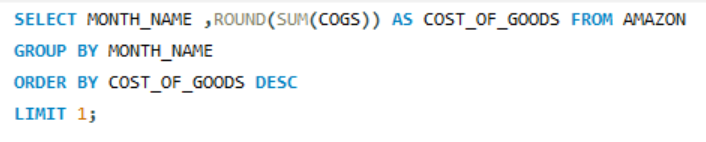 SELECT MONTH_NAME ,ROUND(SUM(COGS)) AS COST_OF_GOODS FROM AMAZON
GROUP BY MONTH_NAME
ORDER BY COST_OF_GOODS DESC
LIMIT 1;